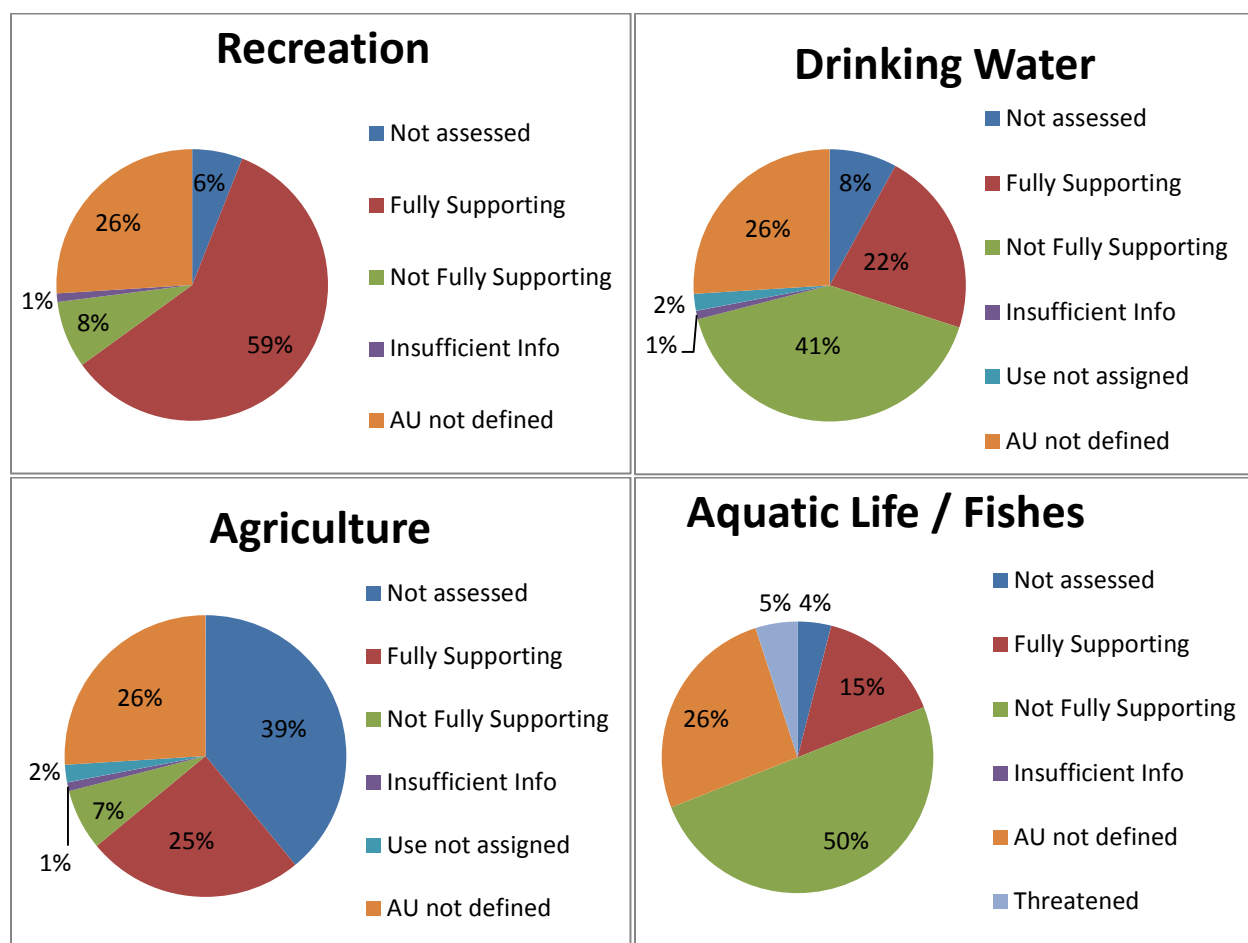 Recreation
Not assessed
Fully Supporting
Not Fully Supporting
Insufficient Info
AU not defined
6%
59%
8%
1%
26%
Drinking Water
Not assessed
Fully Supporting
Not Fully Supporting
Insufficient Info
Use not assigned
AU not defined
8%
22%
41%
1%
2%
26%
Agriculture
Not assessed
Fully Supporting
Not Fully Supporting
Insufficient Info
Use not assigned
AU not defined
39%
25%
7%
1%
2%
26%
Aquatic Life / Fishes
Not assessed
Fully Supporting
Not Fully Supporting
Insufficient Info
AU not defined
Threatened
4%
15%
50%
26%
5%